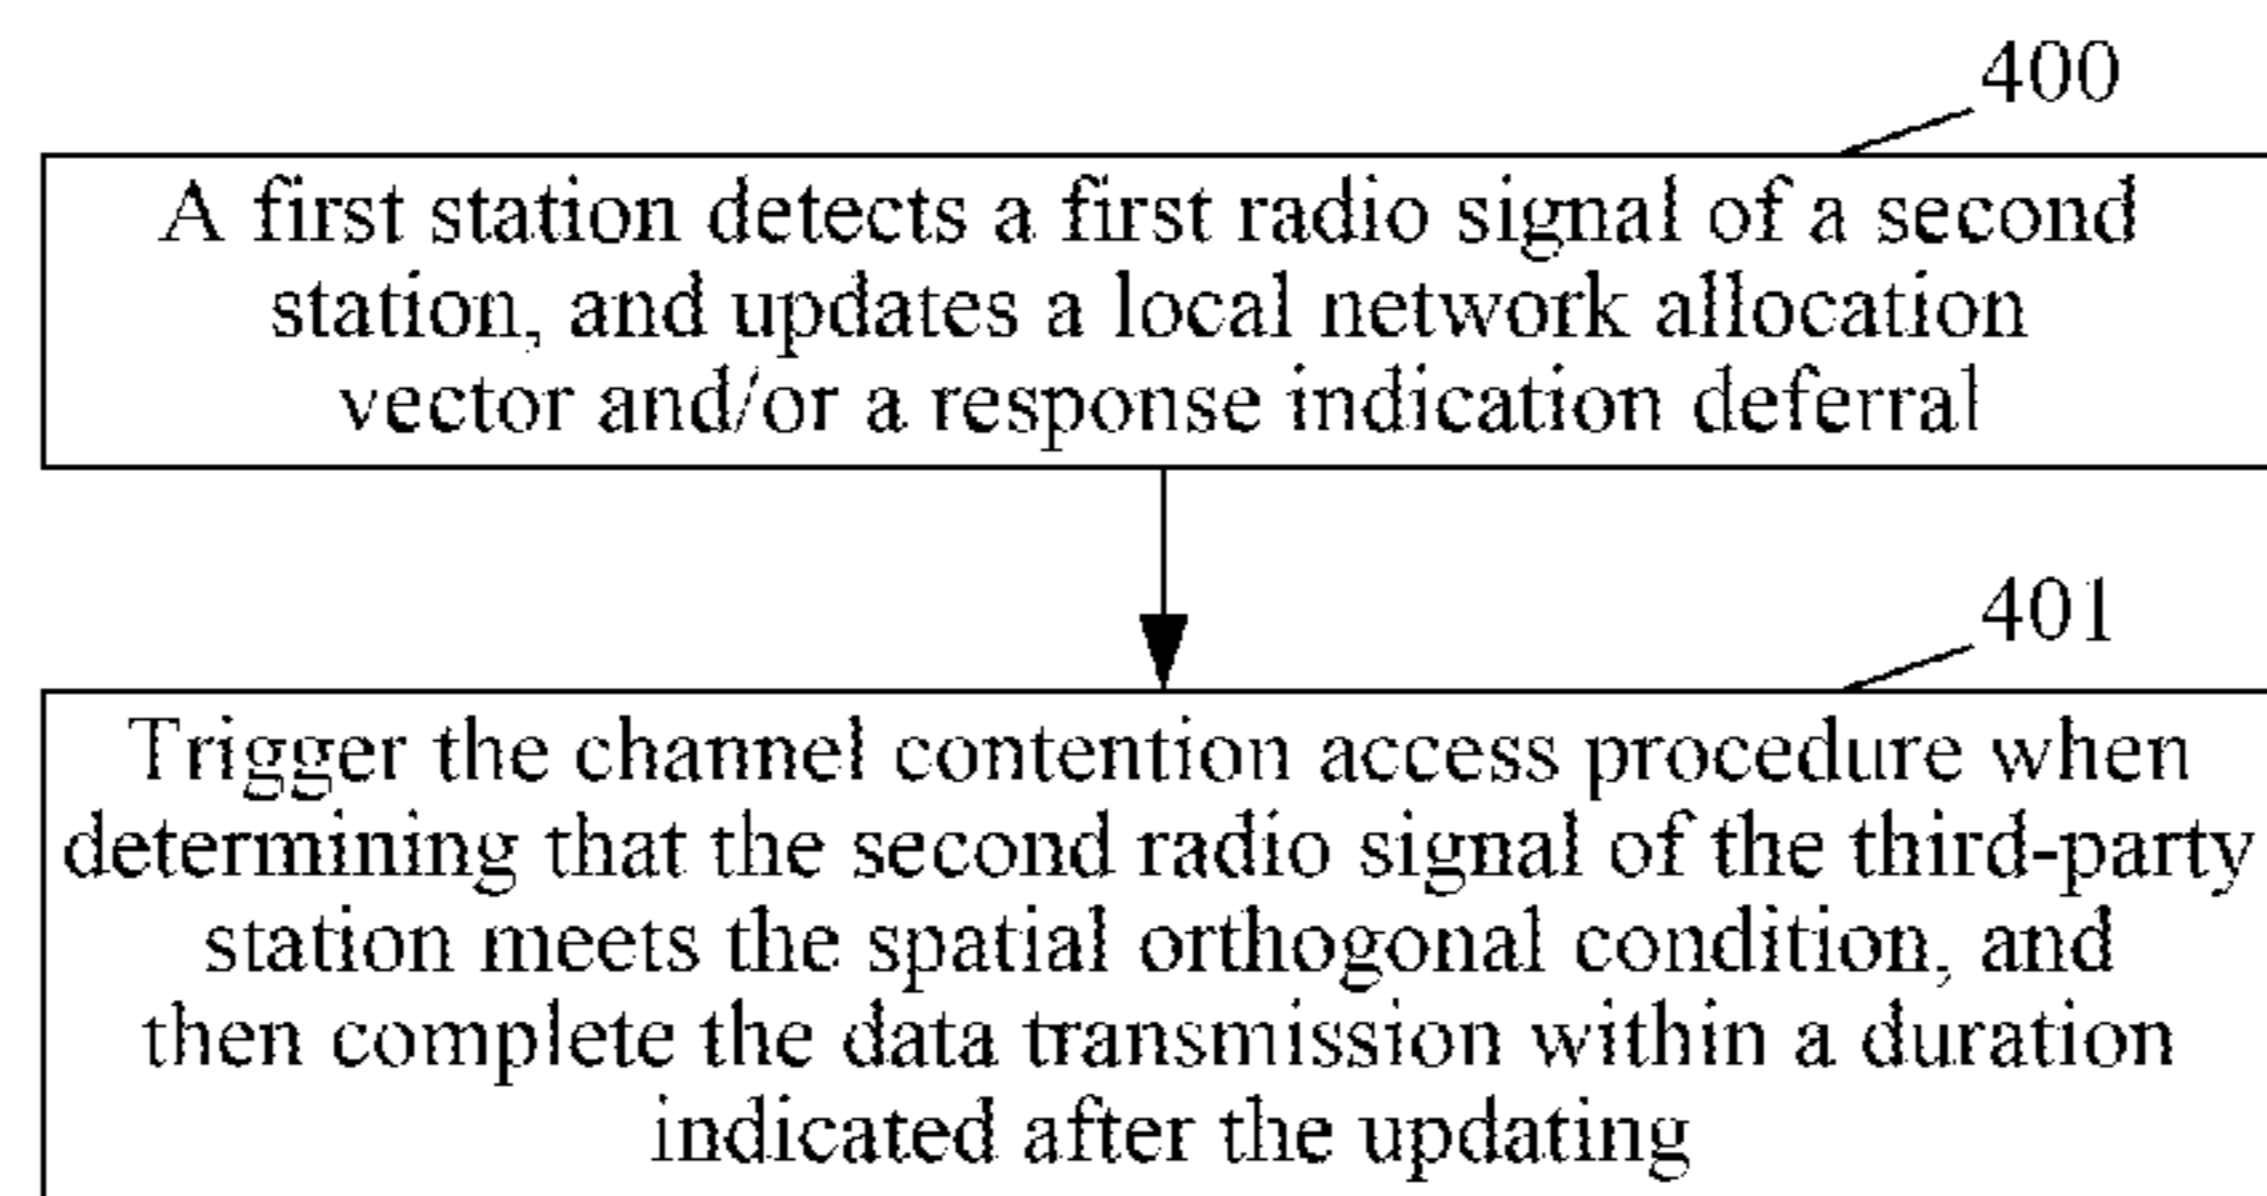 400
A first station detects a first radio signal of a second
station, and updates a local network allocation
vector and/or a response indication deferral
401
Trigger the channel contention access procedure when
determining that the second radio signal of the third-party
station meets the spatial orthogonal condition, and
then complete the data transmission within a duration
indicated after the updating